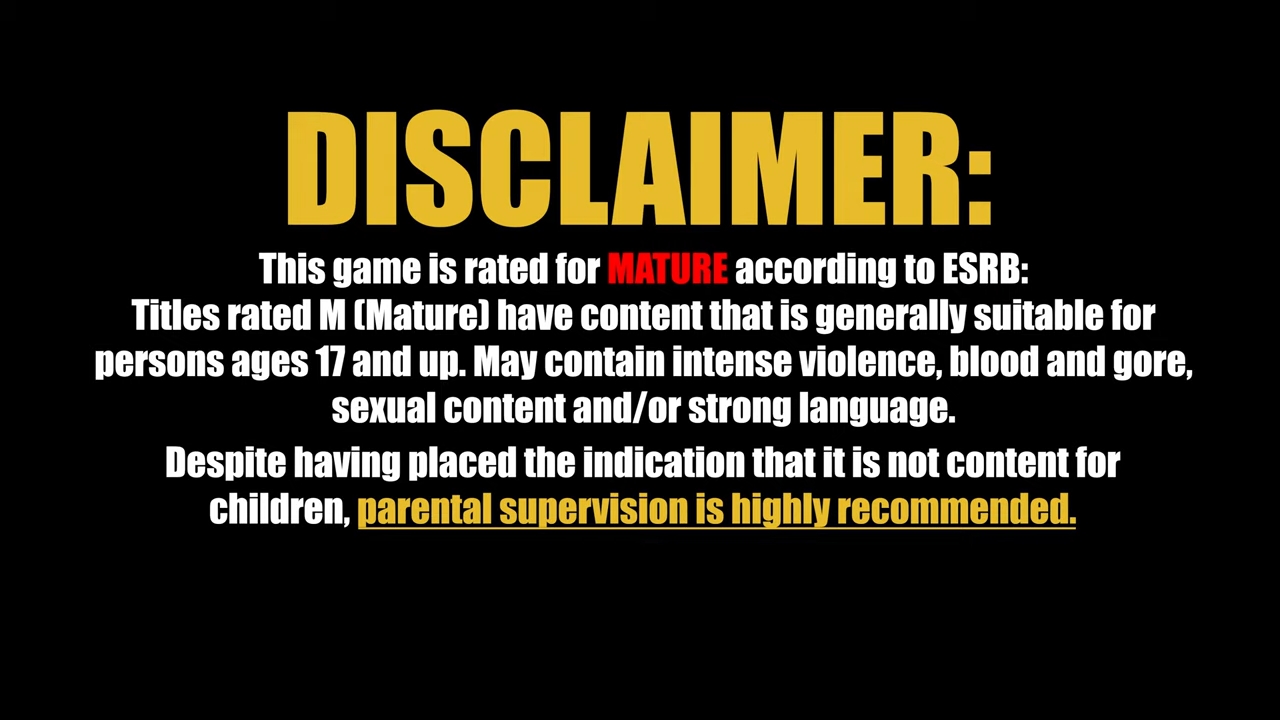 DISCLAIMER:
This game is rated for MATURE according to ESRB:
Titles rated M (Mature) have content that is generally suitable for
persons ages 17 and up. May contain intense violence, blood and gore,
sexual content and/or strong language.
Despite having placed the indication that it is not content for
children, parental supervision is highly recommended.